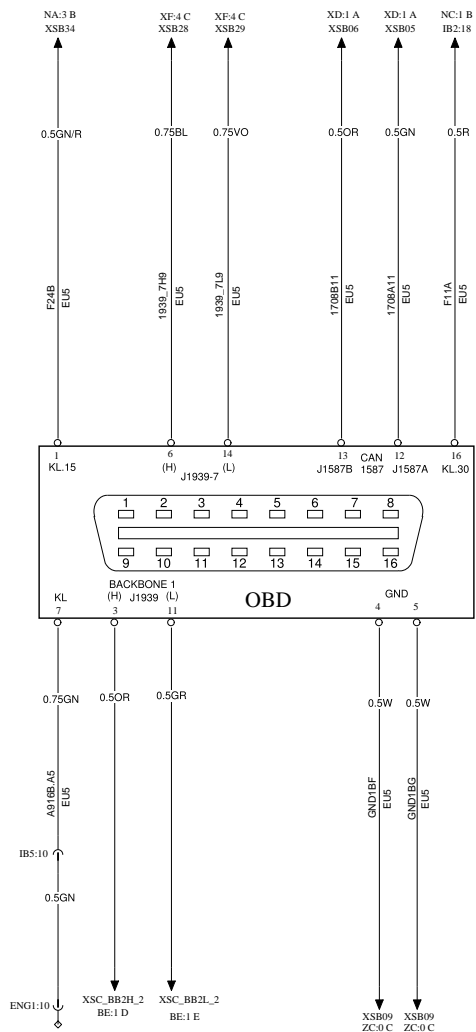 NA:3 B
XSB34
XF:4 C
XSB28
XF:4 C
XSB29
XD:1 A
XSB06
XD:1 A
XSB05
NC:1 B
IB2:18
0.5GN/R
0.75BL
0.75VO
0.5OR
0.5GN
0.5R
F24B
EU5
1939_7H9
EU5
1939_7L9
EU5
1708B11
EU5
1708A11
EU5
F11A
EU5
1
KL.15
6
(H)
14
(L)
J1939-7
13
J1587B
CAN
1587
12
J1587A
16
KL.30
1 2 3 4 5 6 7 8
9 10 11 12 13 14 15 16
BACKBONE 1
(H) J1939 (L)
3
11
KL
7
OBD
GND
4
5
0.75GN
0.5OR
0.5GR
0.5W
0.5W
A916B.A5
EU5
GND1BF
EU5
GND1BG
EU5
IB5:10
0.5GN
ENG1:10
XSC_BB2H_2
BE:1 D
XSC_BB2L_2
BE:1 E
XSB09
ZC:0 C
XSB09
ZC:0 C